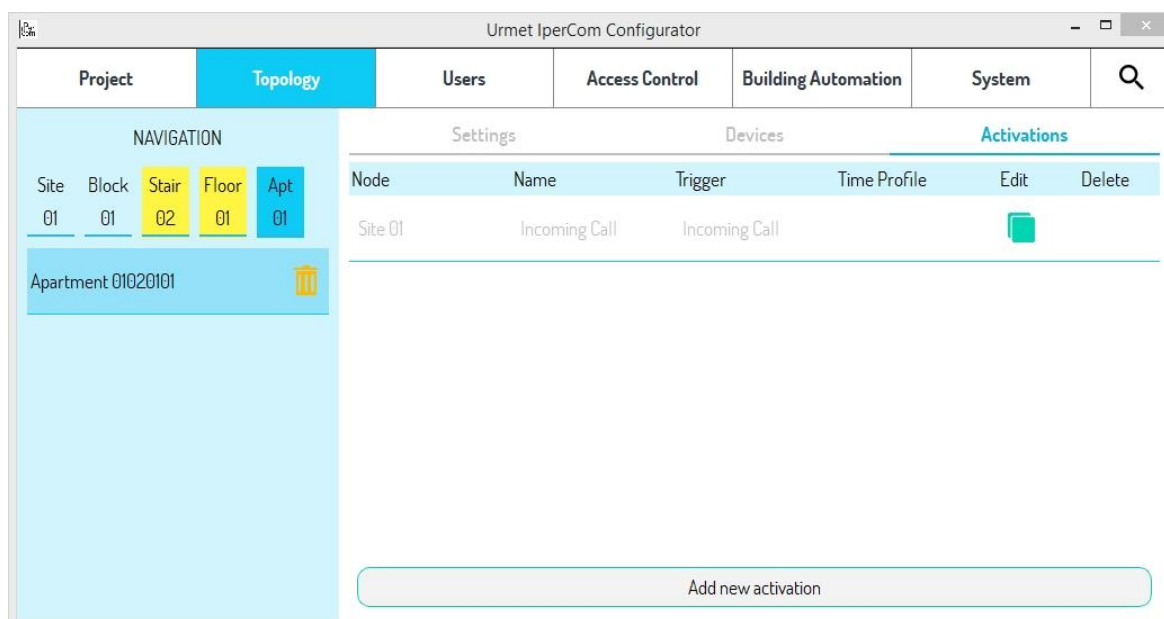 Urmet IperCom Configurator
Project Topology Users Access Control Building Automation System
NAVIGATION
Settings Devices Activations
Site Block Stair Floor Apt
01 01 02 01 01
Node Name Trigger Time Profile Edit Delete
Site 01 Incoming Call Incoming Call
Apartment 01020101
Add new activation